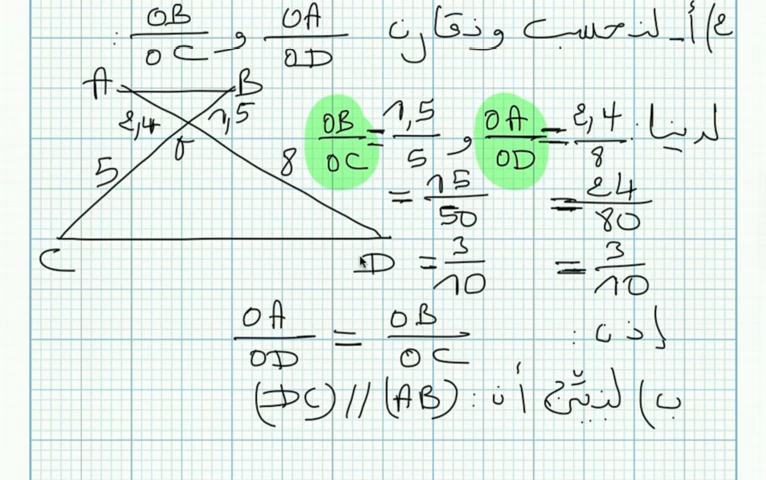 4) أ ـ لنحسب ونقارن OA/OD و OB/OC :
A B
2,4 1,5
O
5 8
C D
لدينا : OA/OD = 2,4/8 , OB/OC = 1,5/5
= 24/80 = 15/50
= 3/10 = 3/10
إذن : OA/OD = OB/OC
ب) لنبيّن أن : (AB) // (DC)